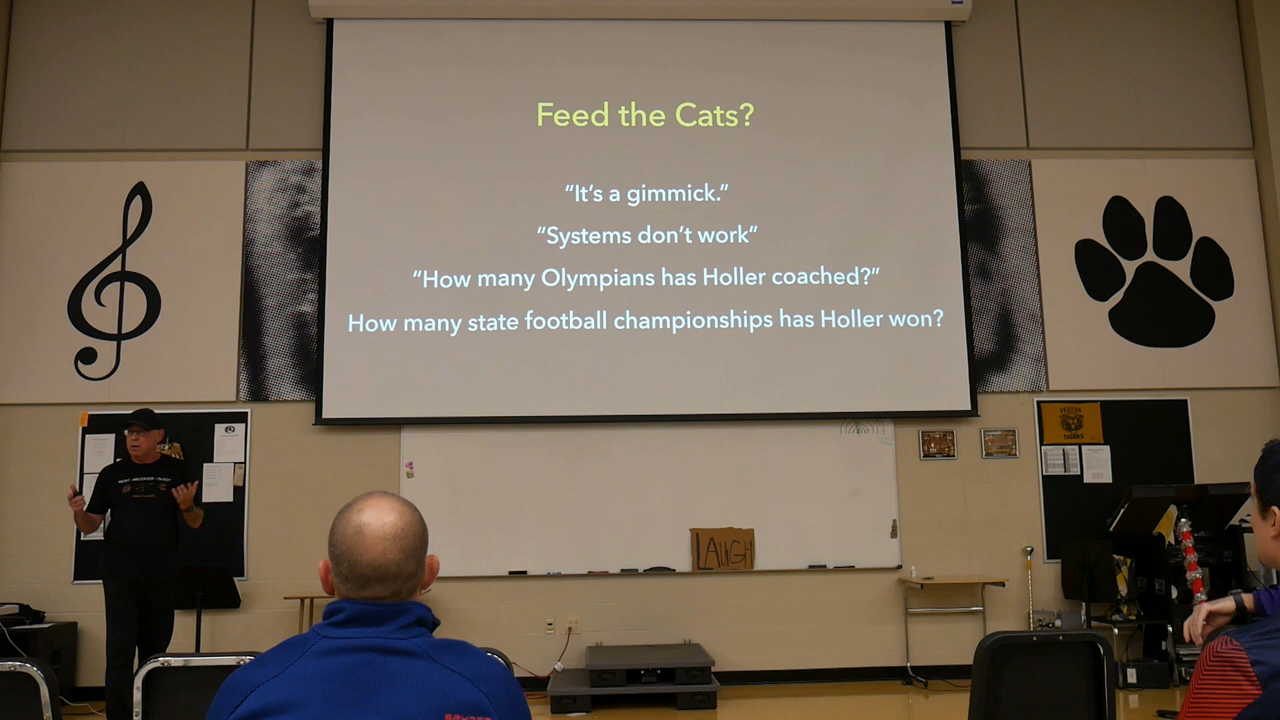 Feed the Cats?
“It’s a gimmick.”
“Systems don’t work”
“How many Olympians has Holler coached?”
How many state football championships has Holler won?
LAUGH
TIGERS